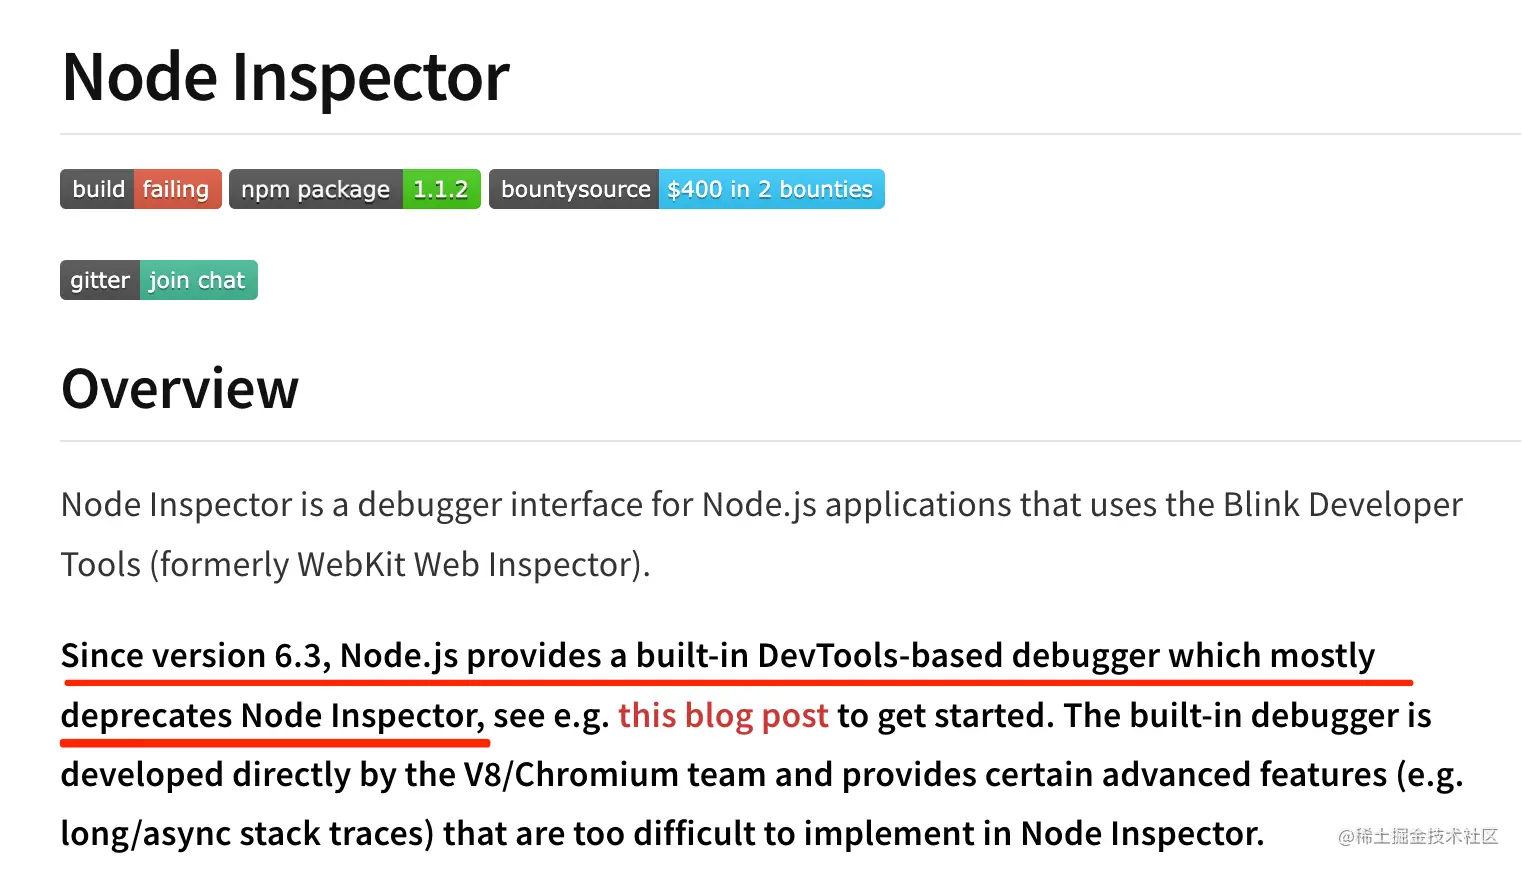 Node Inspector
build failing npm package 1.1.2 bountysource $400 in 2 bounties
gitter join chat
Overview
Node Inspector is a debugger interface for Node.js applications that uses the Blink Developer
Tools (formerly WebKit Web Inspector).
Since version 6.3, Node.js provides a built-in DevTools-based debugger which mostly
deprecates Node Inspector, see e.g. this blog post to get started. The built-in debugger is
developed directly by the V8/Chromium team and provides certain advanced features (e.g.
long/async stack traces) that are too difficult to implement in Node Inspector.
@稀土掘金技术社区